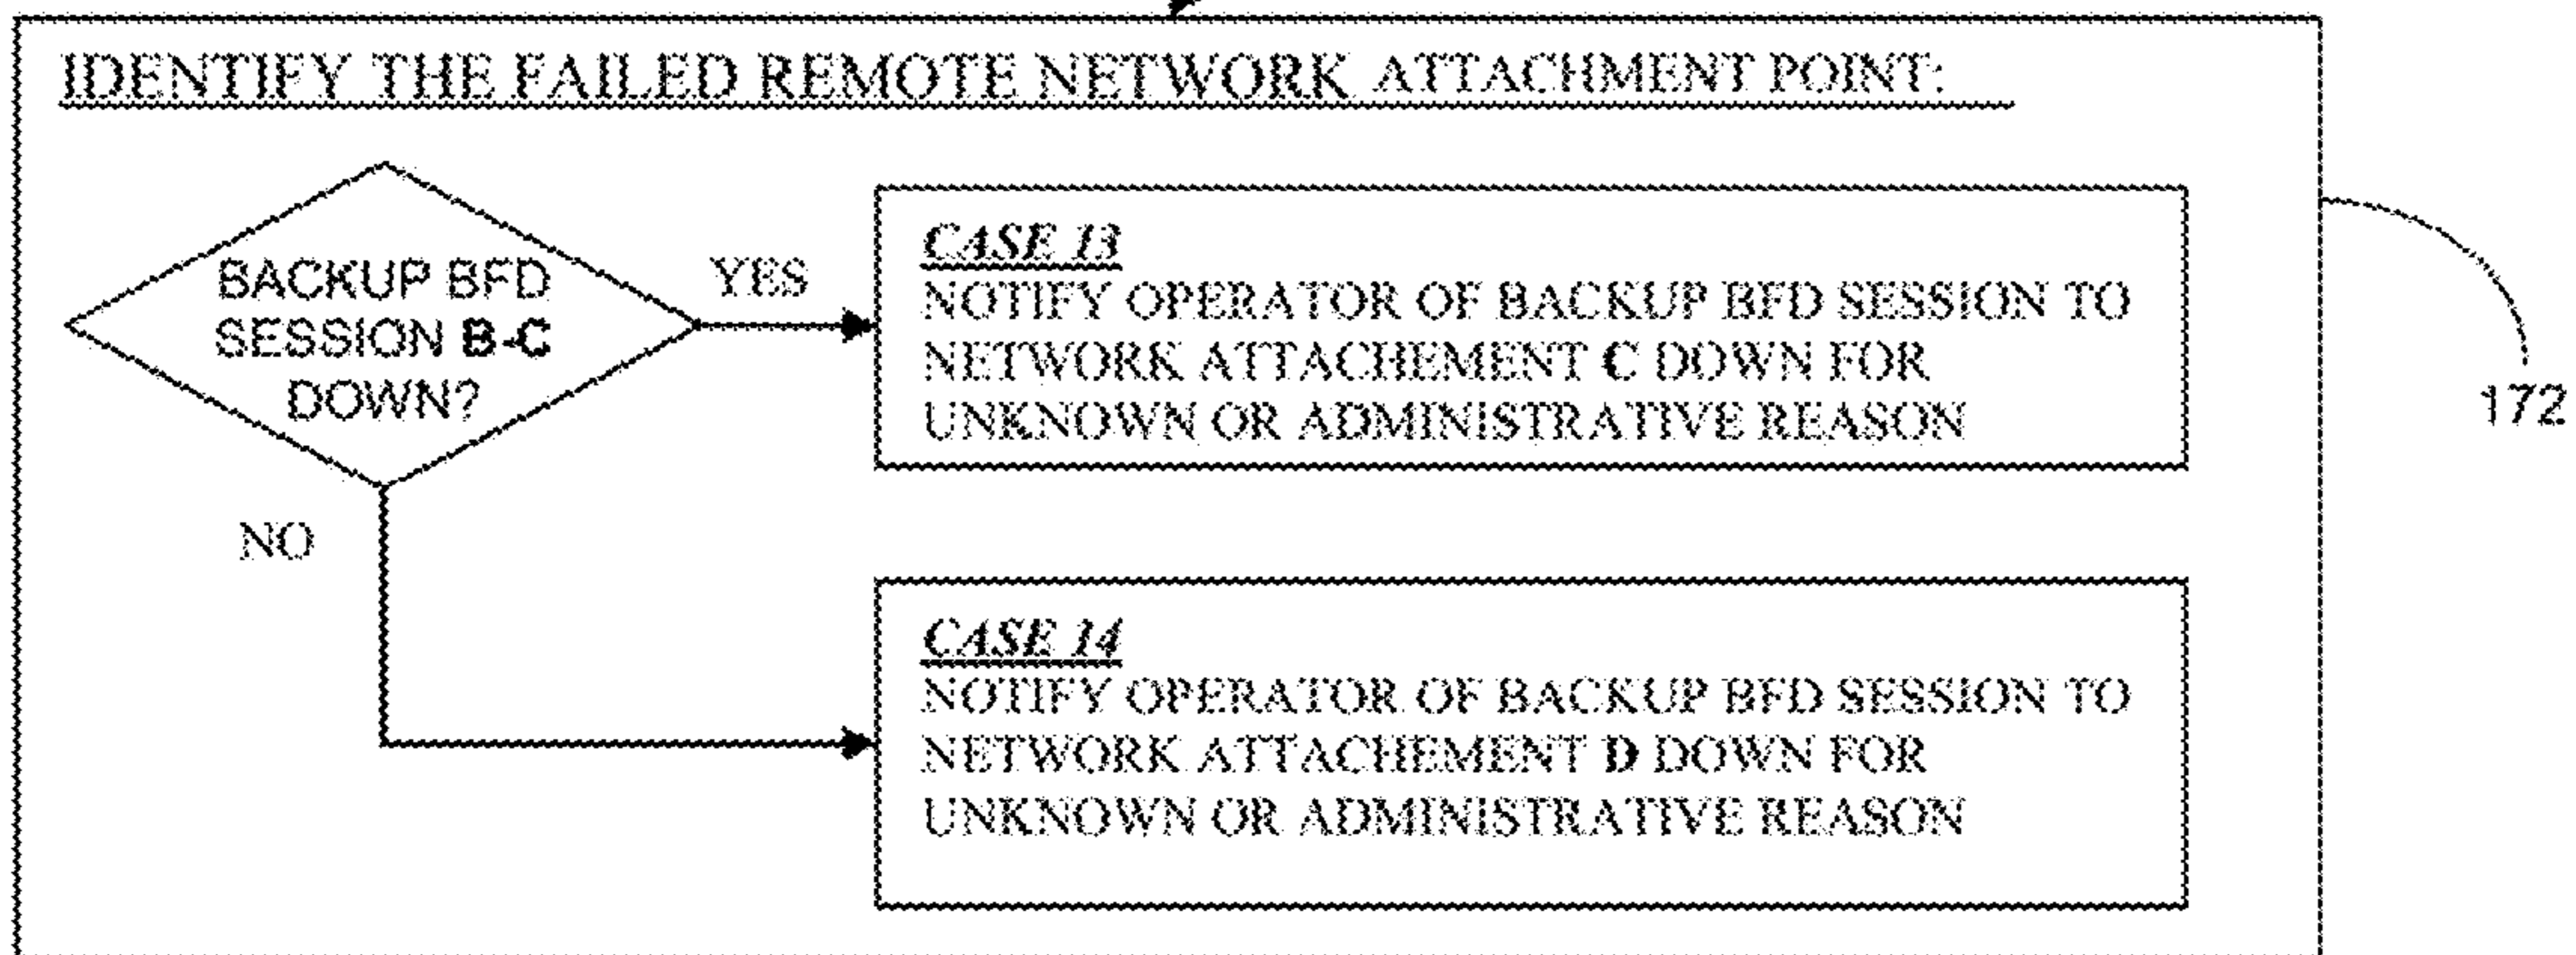 IDENTIFY THE FAILED REMOTE NETWORK ATTACHMENT POINT:
BACKUP BFD
SESSION B-C
DOWN?
YES
CASE 13
NOTIFY OPERATOR OF BACKUP BFD SESSION TO
NETWORK ATTACHEMENT C DOWN FOR
UNKNOWN OR ADMINISTRATIVE REASON
172
NO
CASE 14
NOTIFY OPERATOR OF BACKUP BFD SESSION TO
NETWORK ATTACHEMENT D DOWN FOR
UNKNOWN OR ADMINISTRATIVE REASON